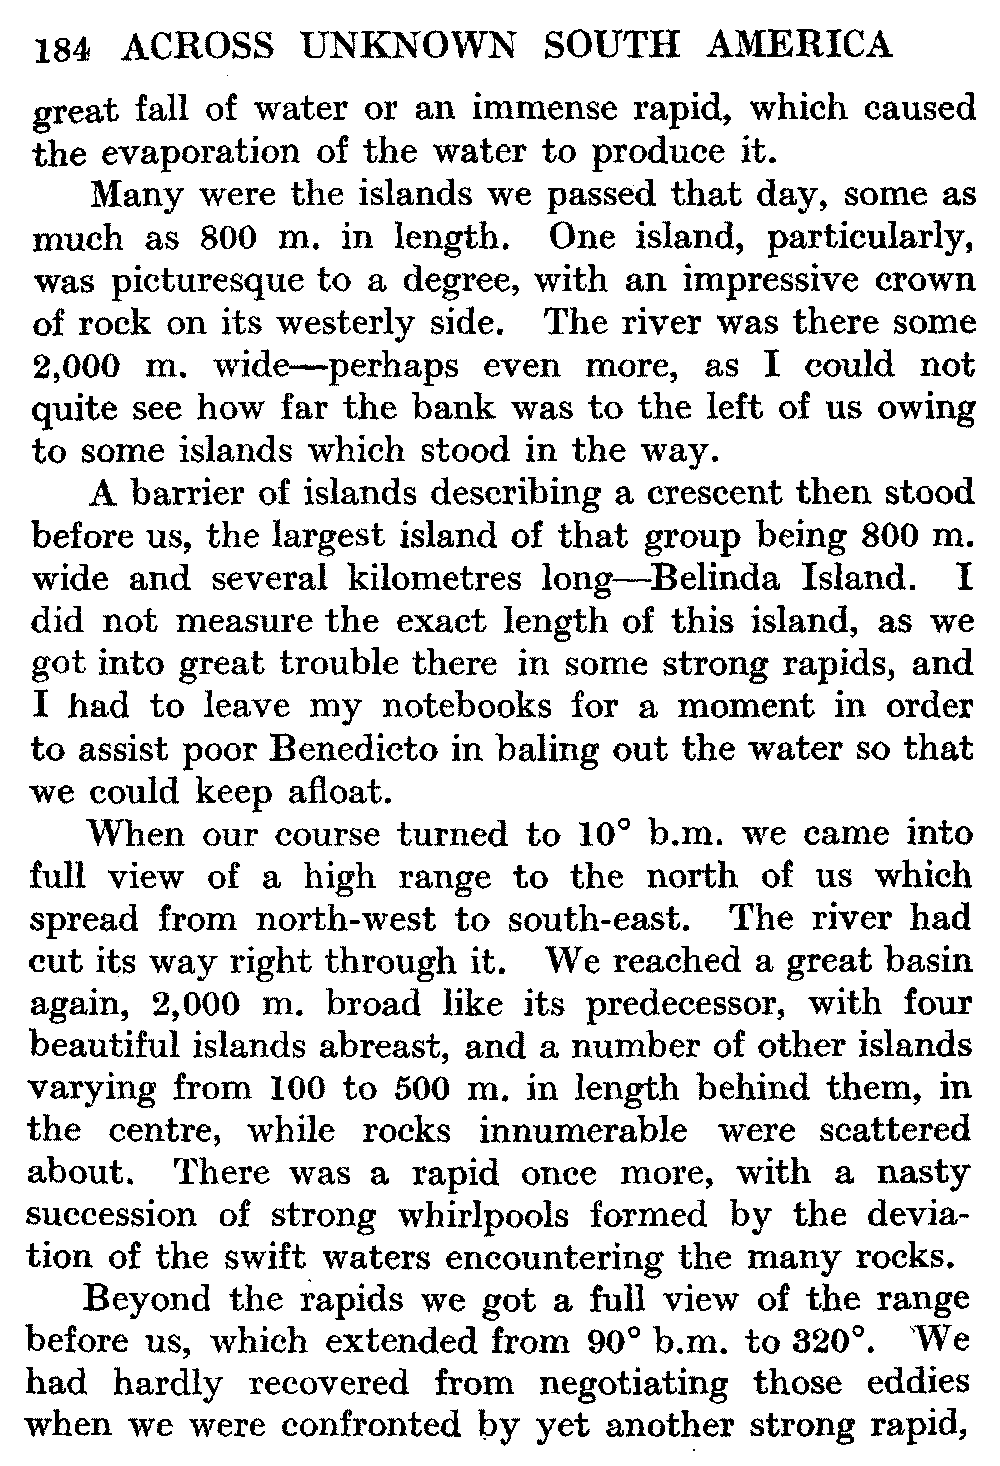 184 ACROSS UNKNOWN SOUTH AMERICA
great fall of water or an immense rapid, which caused
the evaporation of the water to produce it.
Many were the islands we passed that day, some as
much as 800 m. in length. One island, particularly,
was picturesque to a degree, with an impressive crown
of rock on its westerly side. The river was there some
2,000 m. wide—perhaps even more, as I could not
quite see how far the bank was to the left of us owing
to some islands which stood in the way.
A barrier of islands describing a crescent then stood
before us, the largest island of that group being 800 m.
wide and several kilometres long—Belinda Island. I
did not measure the exact length of this island, as we
got into great trouble there in some strong rapids, and
I had to leave my notebooks for a moment in order
to assist poor Benedicto in baling out the water so that
we could keep afloat.
When our course turned to 10° b.m. we came into
full view of a high range to the north of us which
spread from north-west to south-east. The river had
cut its way right through it. We reached a great basin
again, 2,000 m. broad like its predecessor, with four
beautiful islands abreast, and a number of other islands
varying from 100 to 500 m. in length behind them, in
the centre, while rocks innumerable were scattered
about. There was a rapid once more, with a nasty
succession of strong whirlpools formed by the devia-
tion of the swift waters encountering the many rocks.
Beyond the rapids we got a full view of the range
before us, which extended from 90° b.m. to 320°. We
had hardly recovered from negotiating those eddies
when we were confronted by yet another strong rapid,